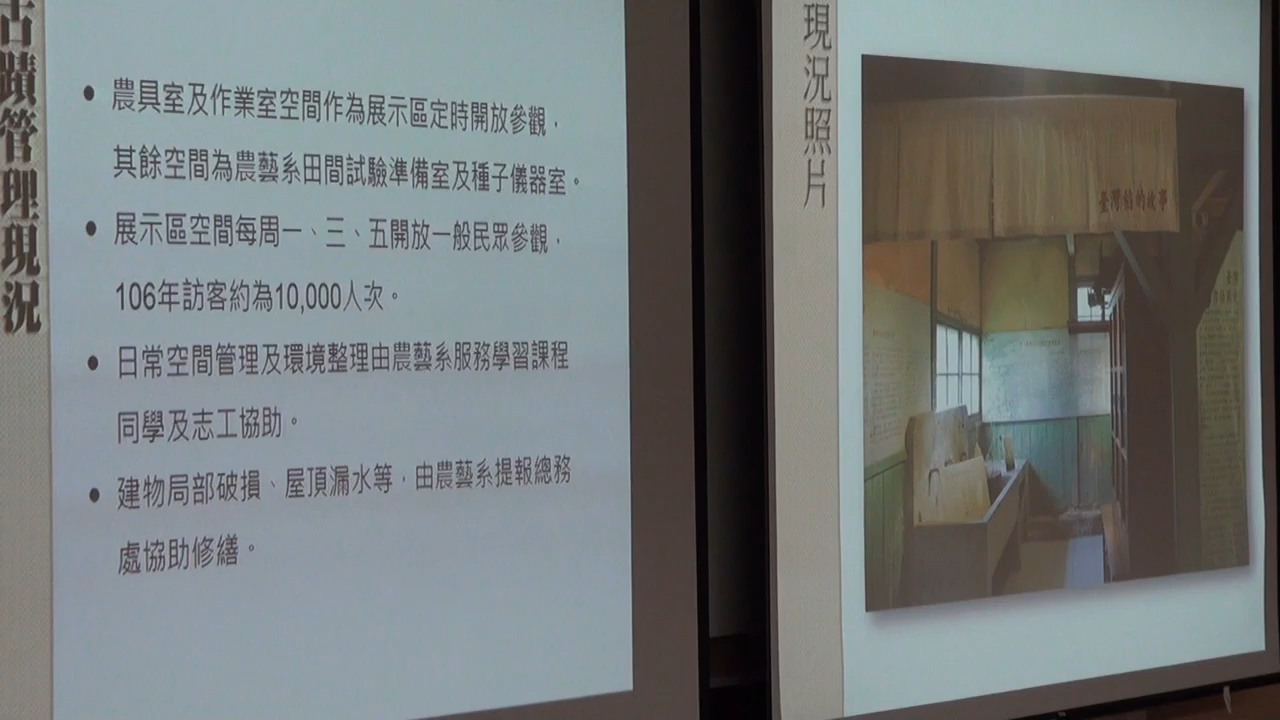 古蹟管理現況
• 農具室及作業室空間作為展示區定時開放參觀，
其餘空間為農藝系田間試驗準備室及種子儀器室。
• 展示區空間每周一、三、五開放一般民眾參觀，
106年訪客約為10,000人次。
• 日常空間管理及環境整理由農藝系服務學習課程
同學及志工協助。
• 建物局部破損、屋頂漏水等，由農藝系提報總務
處協助修繕。
現況照片
臺灣稻的故事